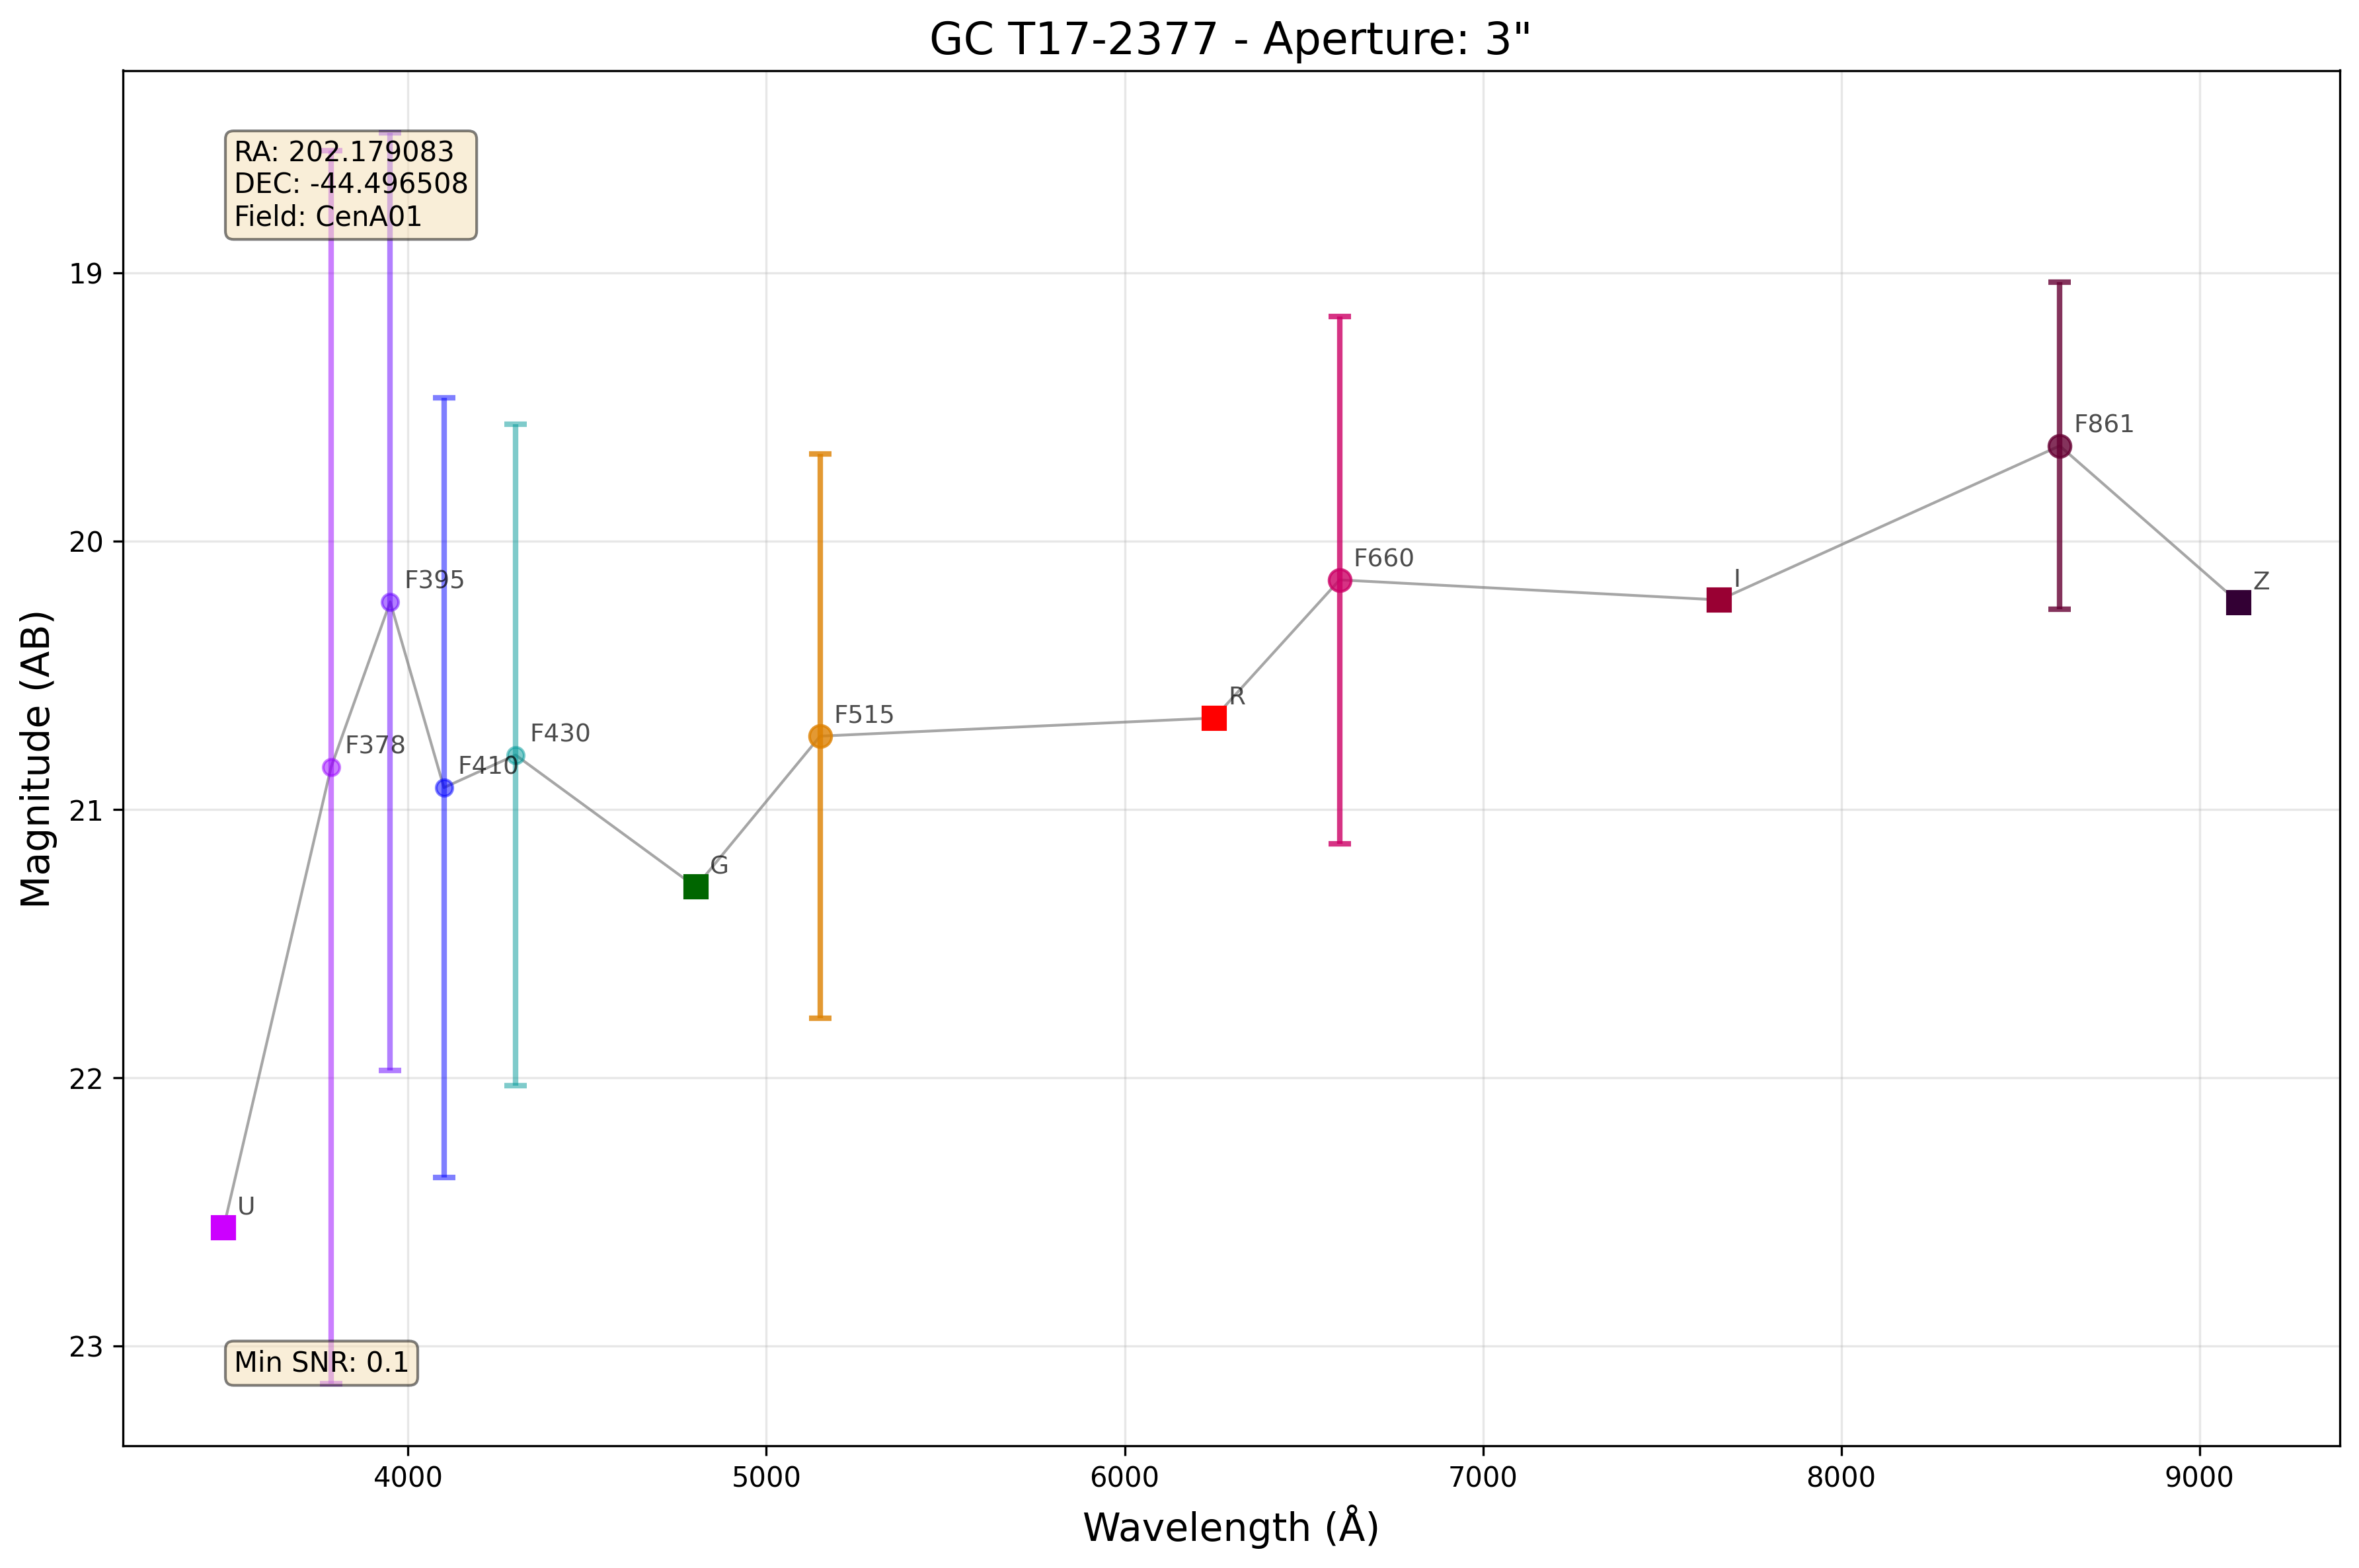 GC T17-2377 - Aperture: 3"
RA: 202.179083
DEC: -44.496508
Field: CenA01
19
20
21
22
23
Magnitude (AB)
F861
F660
I
Z
F395
R
F515
F430
F378
F410
G
U
Min SNR: 0.1
4000 5000 6000 7000 8000 9000
Wavelength (Å)